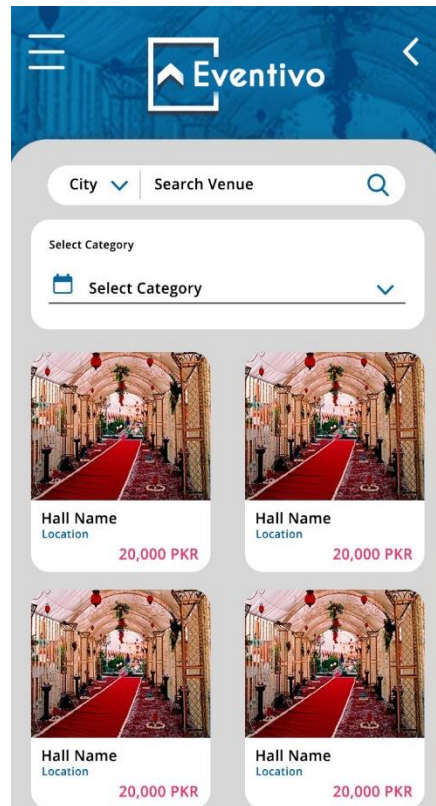 Eventivo
City Search Venue
Select Category
Select Category
Hall Name
Location
20,000 PKR
Hall Name
Location
20,000 PKR
Hall Name
Location
20,000 PKR
Hall Name
Location
20,000 PKR